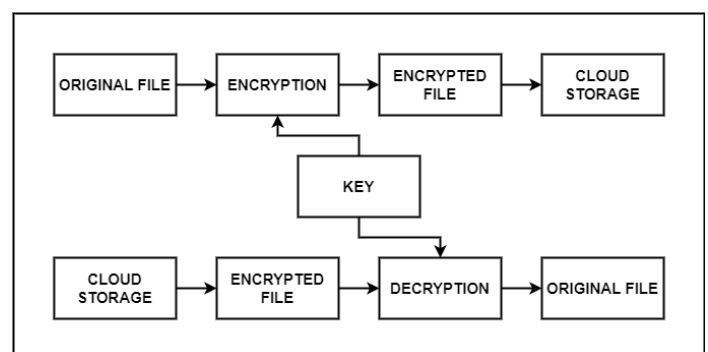 ORIGINAL FILE
ENCRYPTION
ENCRYPTED
FILE
CLOUD
STORAGE
KEY
CLOUD
STORAGE
ENCRYPTED
FILE
DECRYPTION
ORIGINAL FILE